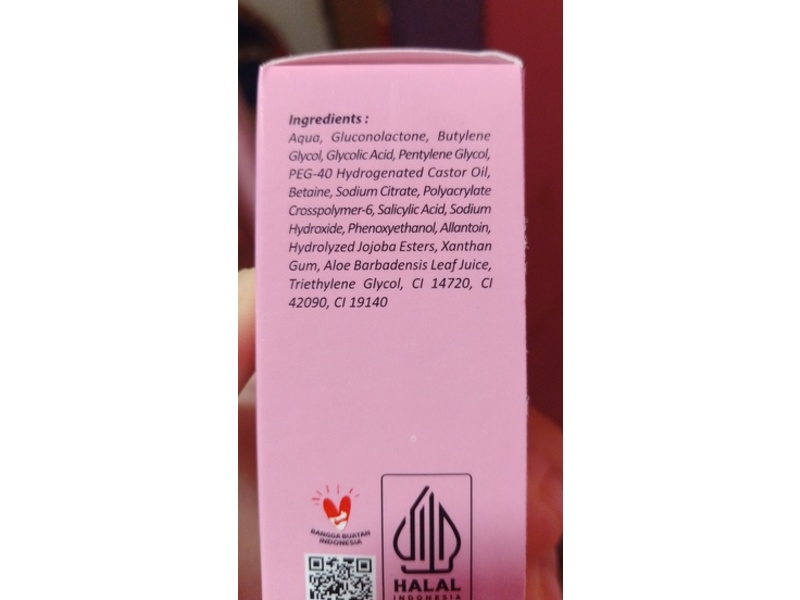 Ingredients :
Aqua, Gluconolactone, Butylene
Glycol, Glycolic Acid, Pentylene Glycol,
PEG-40 Hydrogenated Castor Oil,
Betaine, Sodium Citrate, Polyacrylate
Crosspolymer-6, Salicylic Acid, Sodium
Hydroxide, Phenoxyethanol, Allantoin,
Hydrolyzed Jojoba Esters, Xanthan
Gum, Aloe Barbadensis Leaf Juice,
Triethylene Glycol, CI 14720, CI
42090, CI 19140
BANGGA BUATAN
INDONESIA
HALAL
INDONESIA